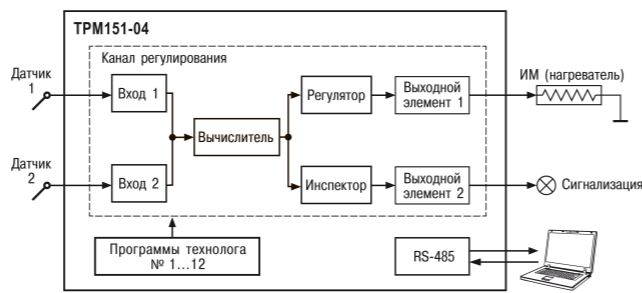 ТРМ151-04
Канал регулирования
Датчик
1
Вход 1
Регулятор
Выходной
элемент 1
ИМ (нагреватель)
Вычислитель
Датчик
2
Вход 2
Инспектор
Выходной
элемент 2
Сигнализация
Программы технолога
№ 1...12
RS-485